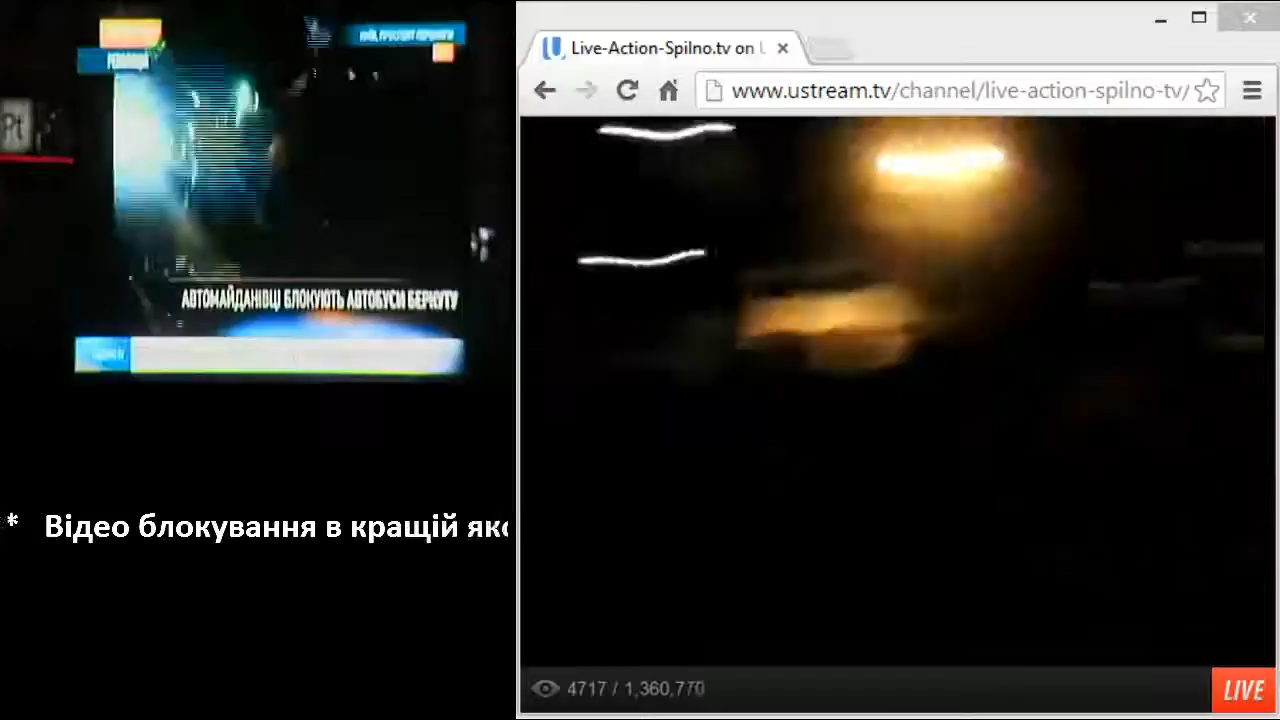 АВТОМАЙДАНІВЦІ БЛОКУЮТЬ АВТОБУСИ БЕРКУТУ
* Відео блокування в кращій
Live-Action-Spilno.tv on
www.ustream.tv/channel/live-action-spilno-tv/
4717 / 1,360,770
LIVE